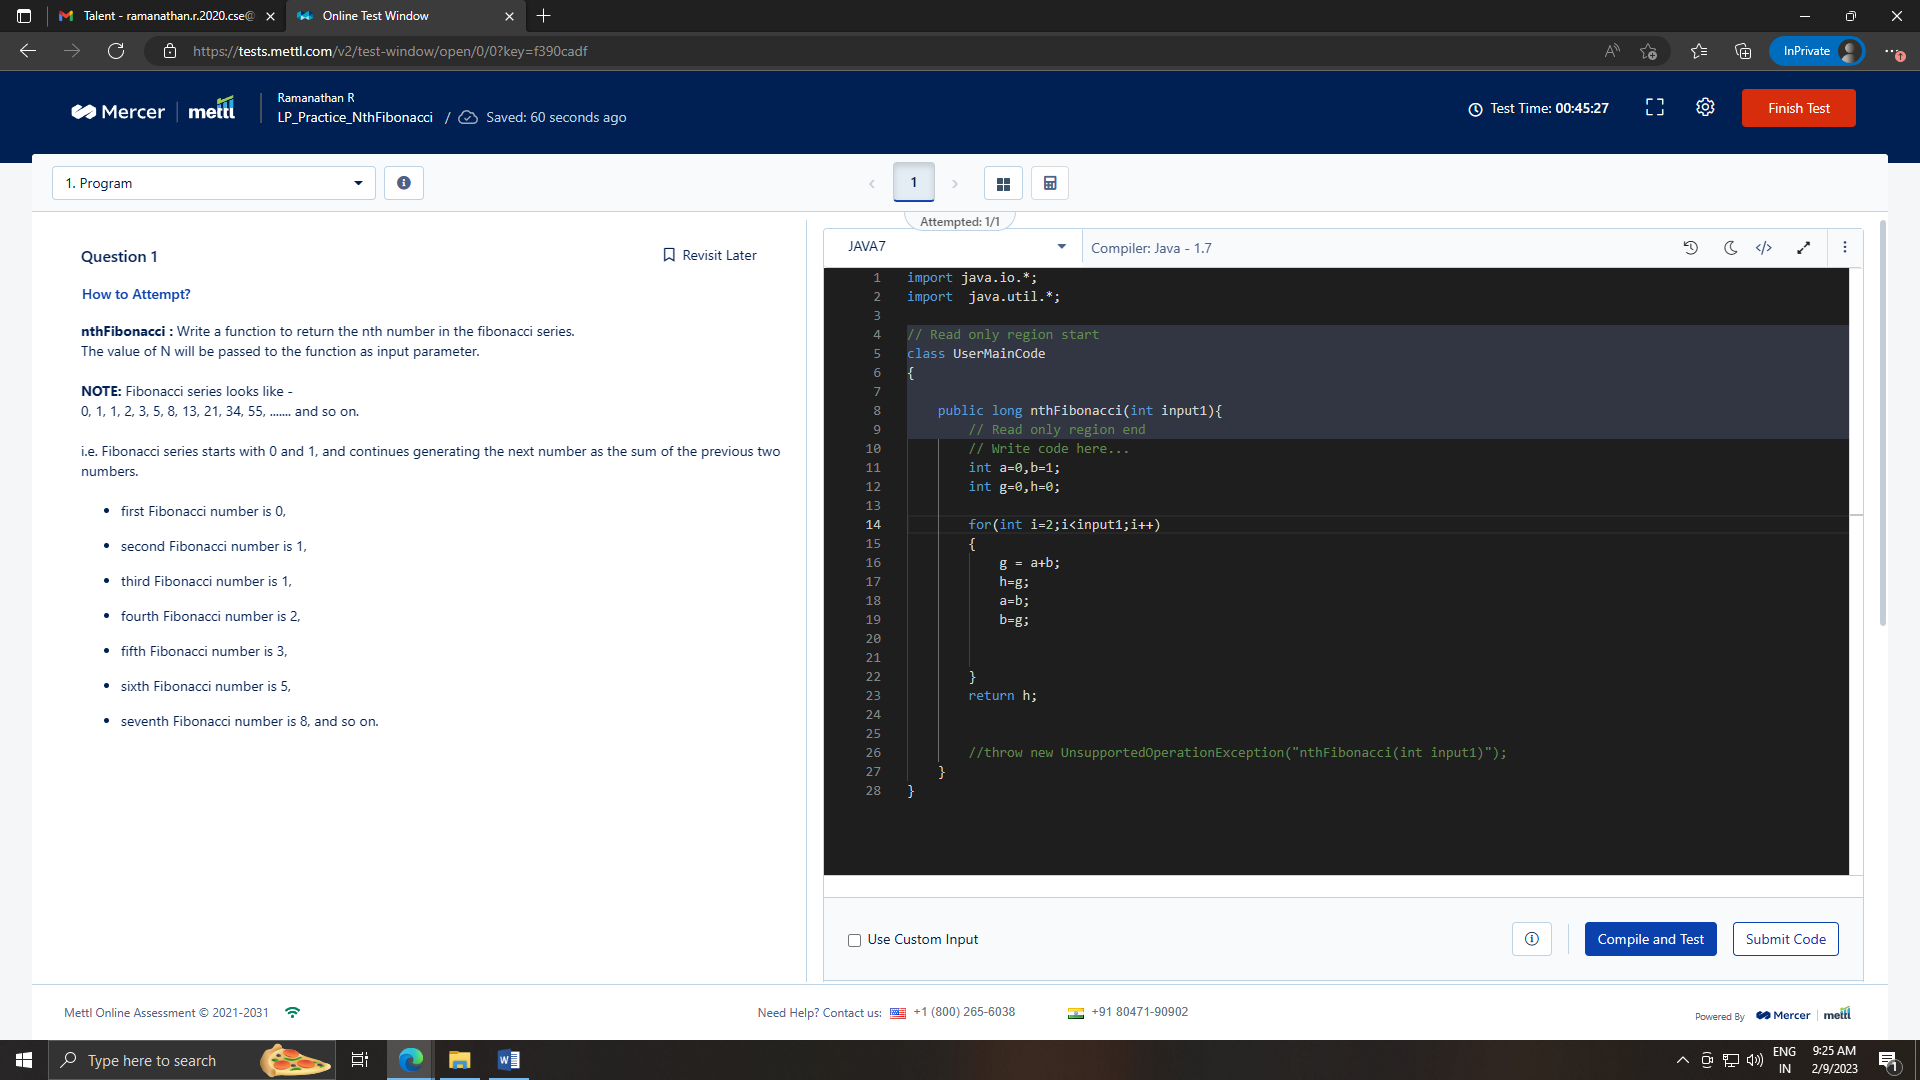 Talent - ramanathan.r.2020.cse@
Online Test Window
https://tests.mettl.com/v2/test-window/open/0/0?key=f390cadf
InPrivate
Mercer
mettl
Ramanathan R
LP_Practice_NthFibonacci / Saved: 60 seconds ago
Test Time: 00:45:27
Finish Test
1. Program
1
Attempted: 1/1
Question 1
Revisit Later
How to Attempt?
nthFibonacci : Write a function to return the nth number in the fibonacci series.
The value of N will be passed to the function as input parameter.
NOTE: Fibonacci series looks like -
0, 1, 1, 2, 3, 5, 8, 13, 21, 34, 55, ....... and so on.
i.e. Fibonacci series starts with 0 and 1, and continues generating the next number as the sum of the previous two
numbers.
• first Fibonacci number is 0,
• second Fibonacci number is 1,
• third Fibonacci number is 1,
• fourth Fibonacci number is 2,
• fifth Fibonacci number is 3,
• sixth Fibonacci number is 5,
• seventh Fibonacci number is 8, and so on.
JAVA7
Compiler: Java - 1.7
1 import java.io.*;
2 import  java.util.*;
3
4 // Read only region start
5 class UserMainCode
6 {
7
8     public long nthFibonacci(int input1){
9         // Read only region end
10         // Write code here...
11         int a=0,b=1;
12         int g=0,h=0;
13
14         for(int i=2;i<input1;i++)
15         {
16             g = a+b;
17             h=g;
18             a=b;
19             b=g;
20
21
22         }
23         return h;
24
25
26         //throw new UnsupportedOperationException("nthFibonacci(int input1)");
27     }
28 }
Use Custom Input
Compile and Test
Submit Code
Mettl Online Assessment © 2021-2031
Need Help? Contact us: +1 (800) 265-6038
+91 80471-90902
Powered By Mercer mettl
Type here to search
ENG
IN
9:25 AM
2/9/2023
1